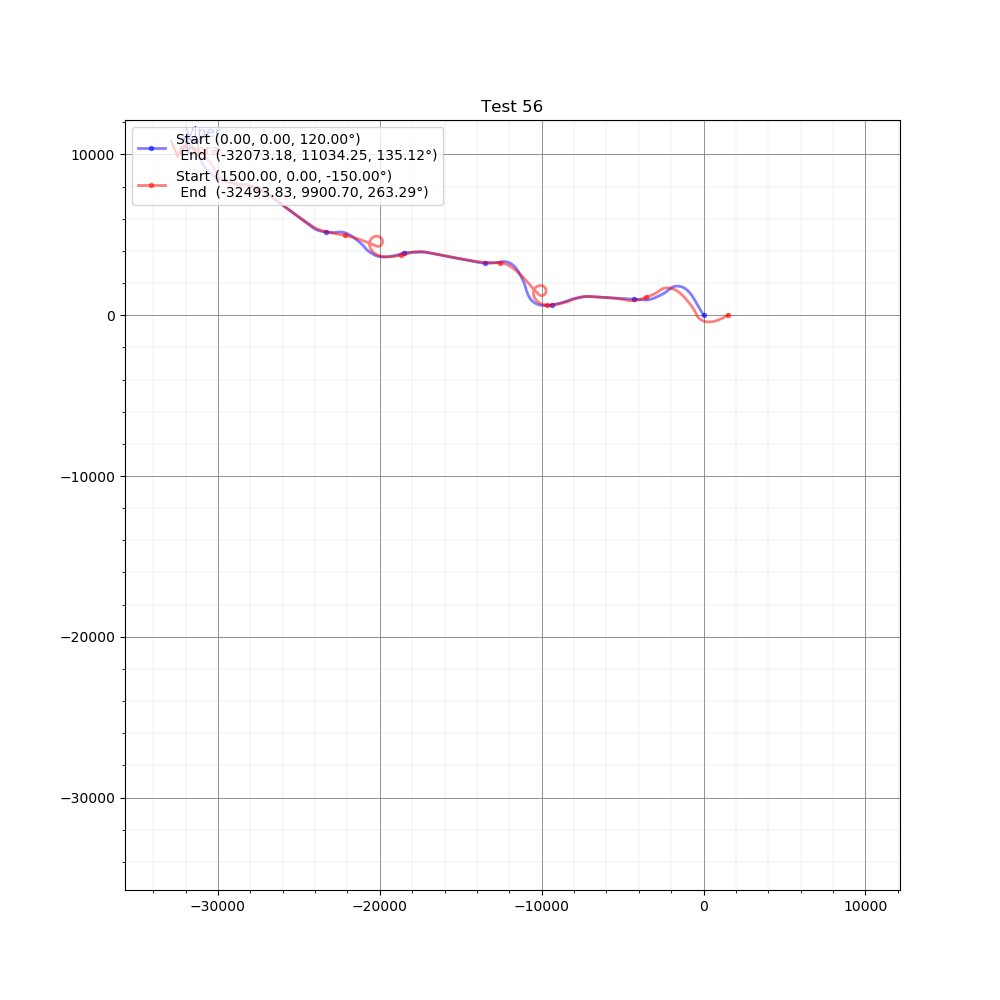 Test 56
Viper
Start (0.00, 0.00, 120.00°)
End (-32073.18, 11034.25, 135.12°)
Start (1500.00, 0.00, -150.00°)
End (-32493.83, 9900.70, 263.29°)
10000
0
−10000
−20000
−30000
−30000
−20000
−10000
0
10000